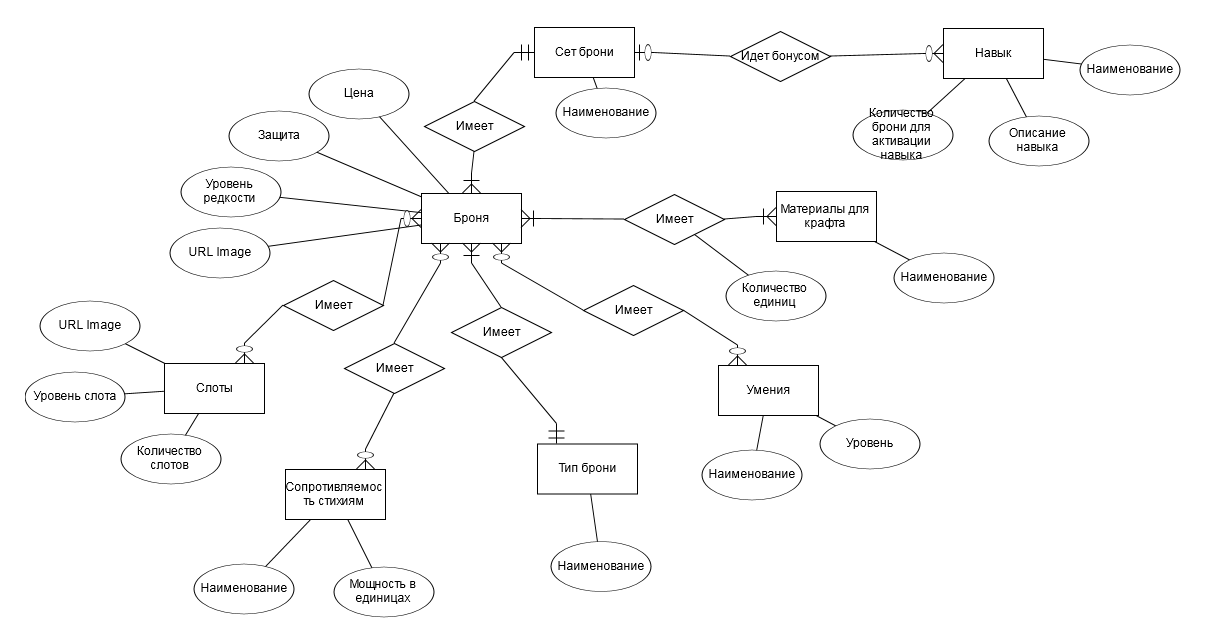 Сет брони
Идет бонусом
Навык
Наименование
Цена
Наименование
Имеет
Количество
брони для
активации
навыка
Описание
навыка
Защита
Уровень
редкости
URL Image
Броня
Имеет
Материалы для
крафта
Наименование
Количество
единиц
URL Image
Имеет
Имеет
Имеет
Имеет
Слоты
Уровень слота
Количество
слотов
Умения
Уровень
Наименование
Сопротивляемос
ть стихиям
Тип брони
Наименование
Мощность в
единицах
Наименование